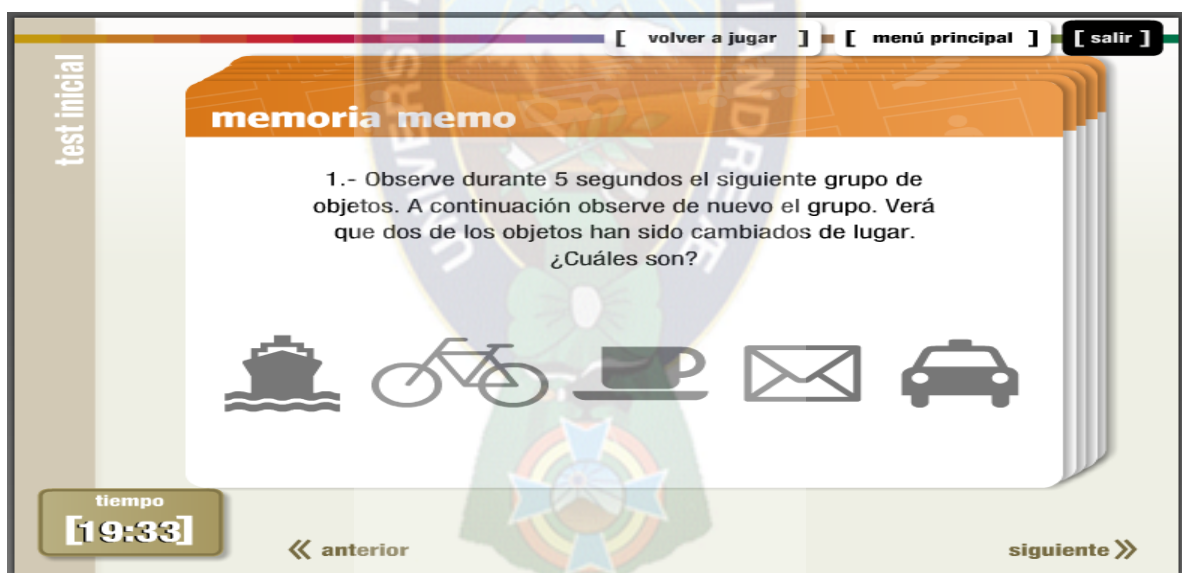 [ volver a jugar ] [ menú principal ] [ salir ]
test inicial
memoria memo
1.- Observe durante 5 segundos el siguiente grupo de
objetos. A continuación observe de nuevo el grupo. Verá
que dos de los objetos han sido cambiados de lugar.
¿Cuáles son?
tiempo
[19:33]
« anterior
siguiente »